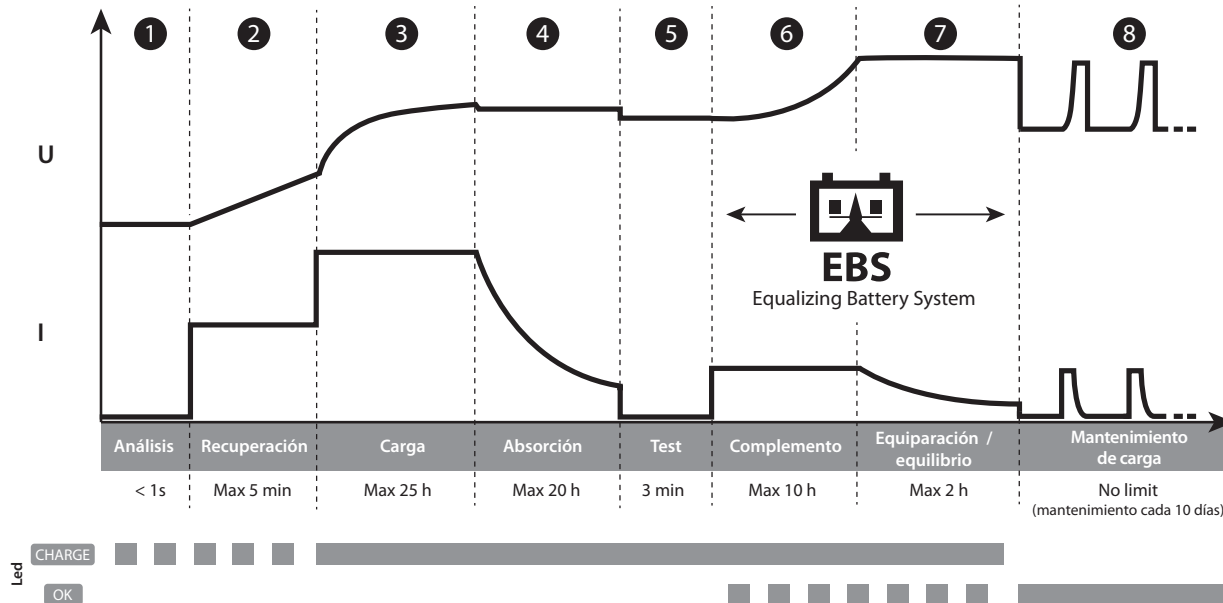 1 2 3 4 5 6 7 8
U
EBS
Equalizing Battery System
I
Análisis Recuperación Carga Absorción Test Complemento Equiparación / equilibrio Mantenimiento de carga
< 1s Max 5 min Max 25 h Max 20 h 3 min Max 10 h Max 2 h No limit
(mantenimiento cada 10 días)
Led
CHARGE
OK